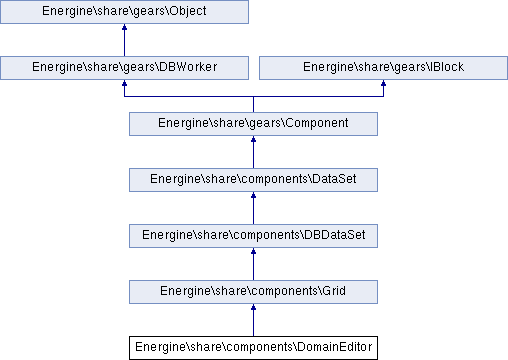 Energine\share\gears\Object
Energine\share\gears\DBWorker
Energine\share\gears\IBlock
Energine\share\gears\Component
Energine\share\components\DataSet
Energine\share\components\DBDataSet
Energine\share\components\Grid
Energine\share\components\DomainEditor